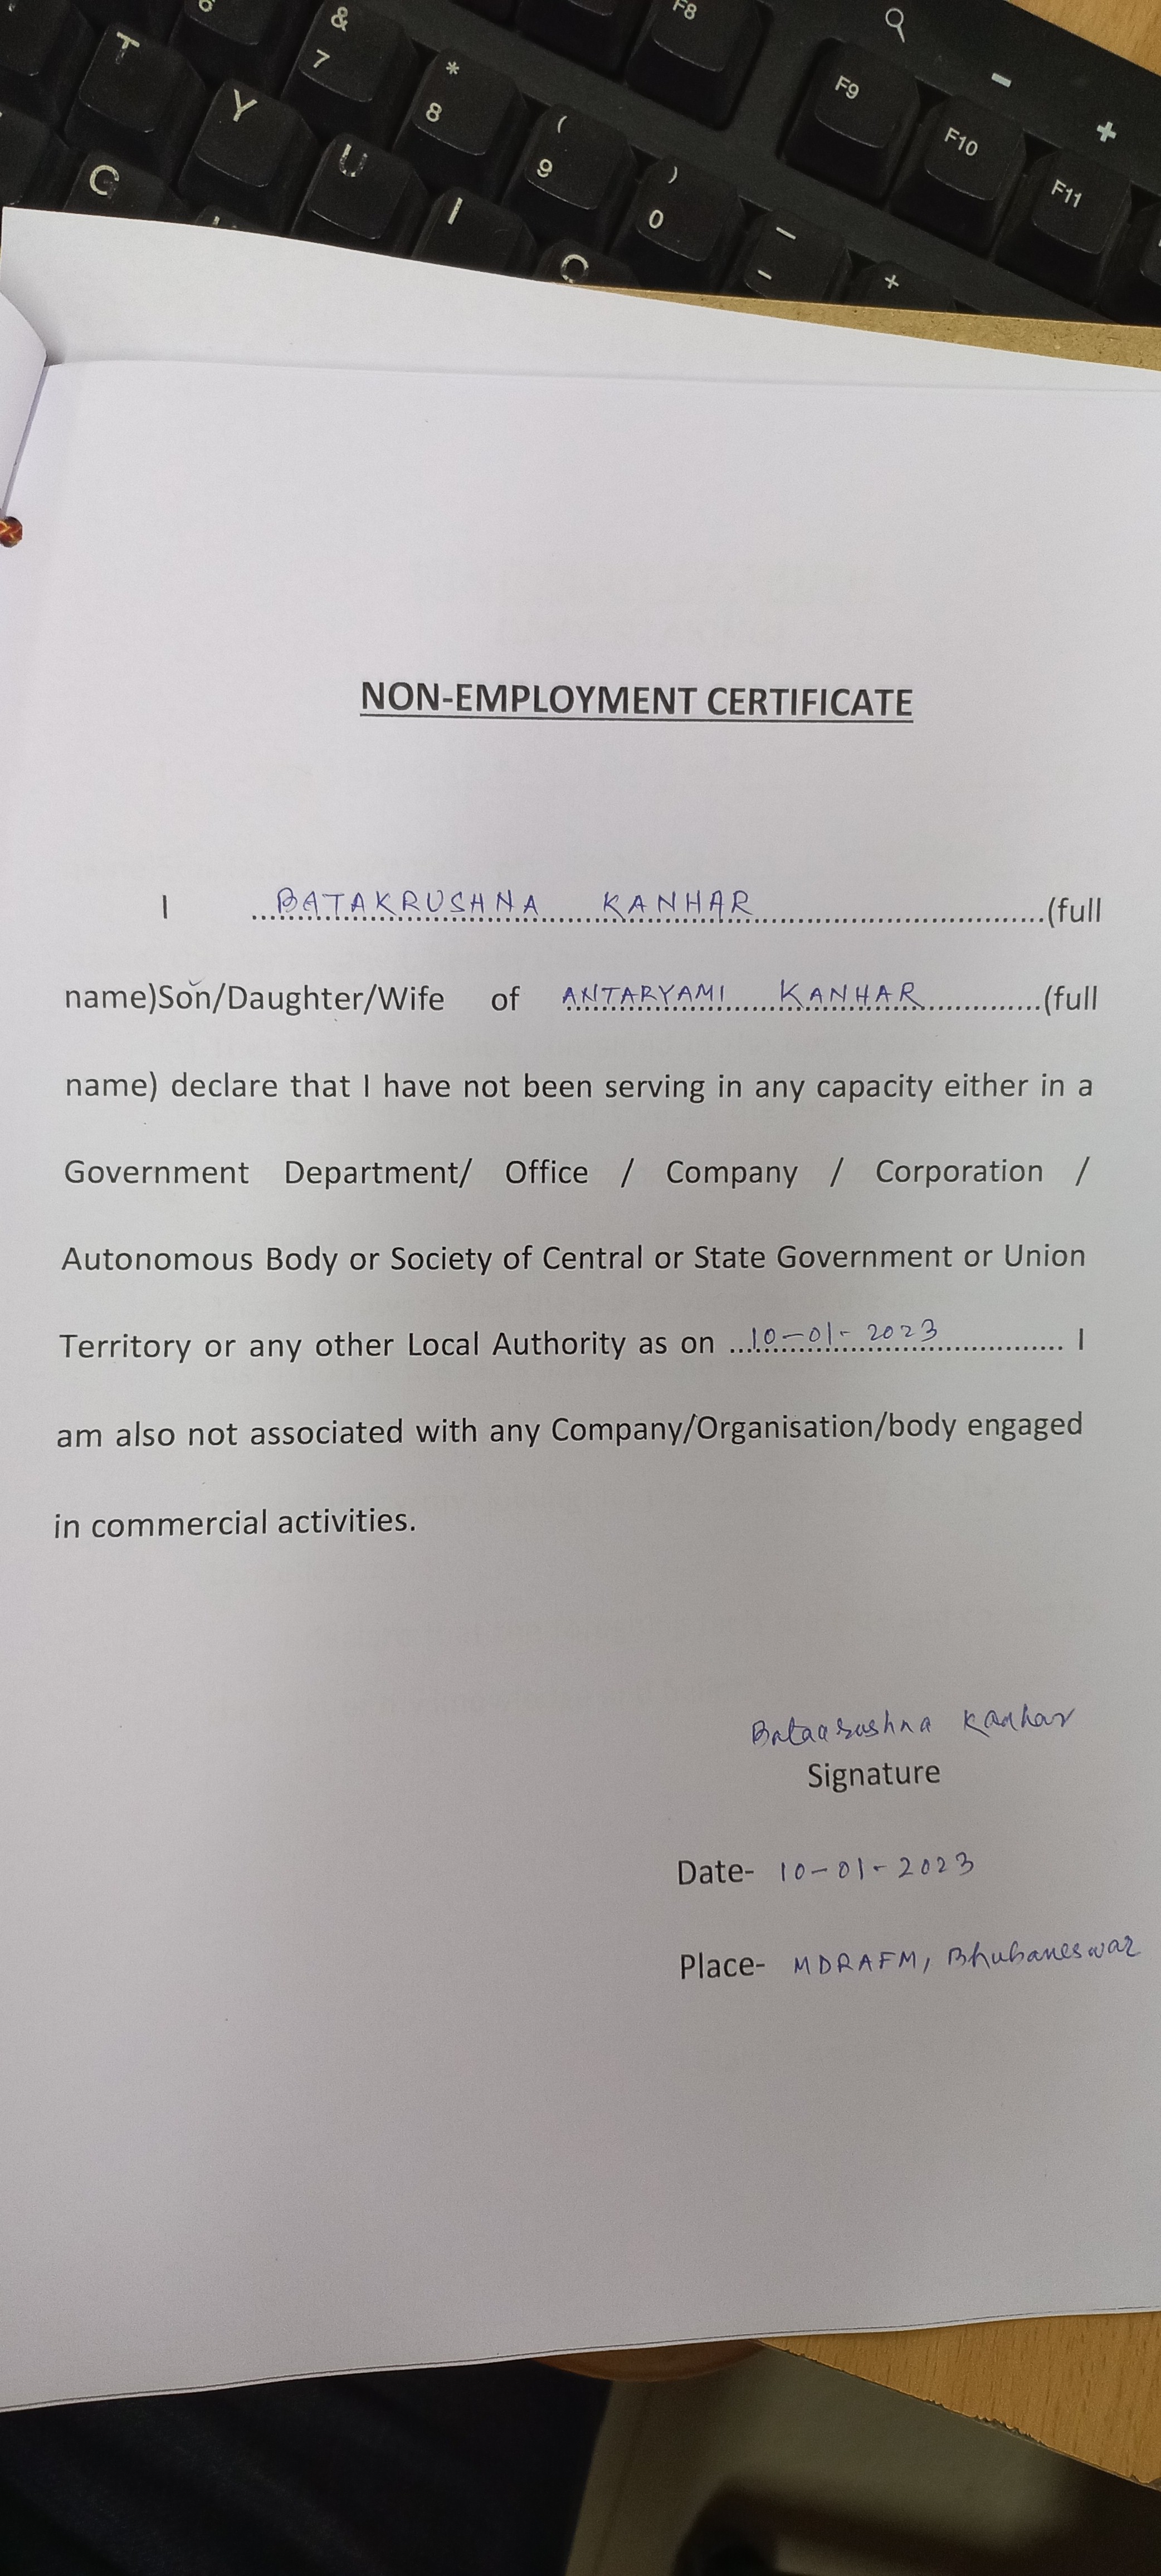 & 7 * 8 ( 9 ) 0 F8 F9 F10 F11
T Y U I
- +
NON-EMPLOYMENT CERTIFICATE
I ....BATAKRUSHNA KANHAR....(full
name)Son/Daughter/Wife of ANTARYAMI KANHAR....(full
name) declare that I have not been serving in any capacity either in a
Government Department/ Office / Company / Corporation /
Autonomous Body or Society of Central or State Government or Union
Territory or any other Local Authority as on ...10-01-2023.... I
am also not associated with any Company/Organisation/body engaged
in commercial activities.
Kanhar
Signature
Date- 10-01-2023
Place- MDRAFM, Bhubaneswar